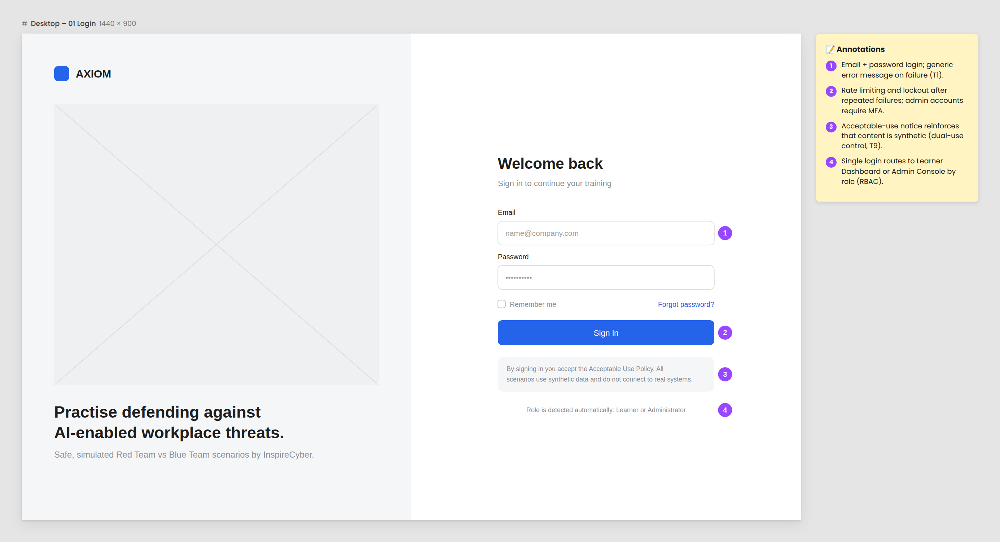 # Desktop – 01 Login 1440 × 900
AXIOM
Practise defending against
AI-enabled workplace threats.
Safe, simulated Red Team vs Blue Team scenarios by InspireCyber.
Welcome back
Sign in to continue your training
Email
name@company.com
1
Password
••••••••••
Remember me
Forgot password?
Sign in
2
By signing in you accept the Acceptable Use Policy. All
scenarios use synthetic data and do not connect to real systems.
3
Role is detected automatically: Learner or Administrator
4
📝 Annotations
1 Email + password login; generic
error message on failure (T1).
2 Rate limiting and lockout after
repeated failures; admin accounts
require MFA.
3 Acceptable-use notice reinforces
that content is synthetic (dual-use
control, T9).
4 Single login routes to Learner
Dashboard or Admin Console by
role (RBAC).